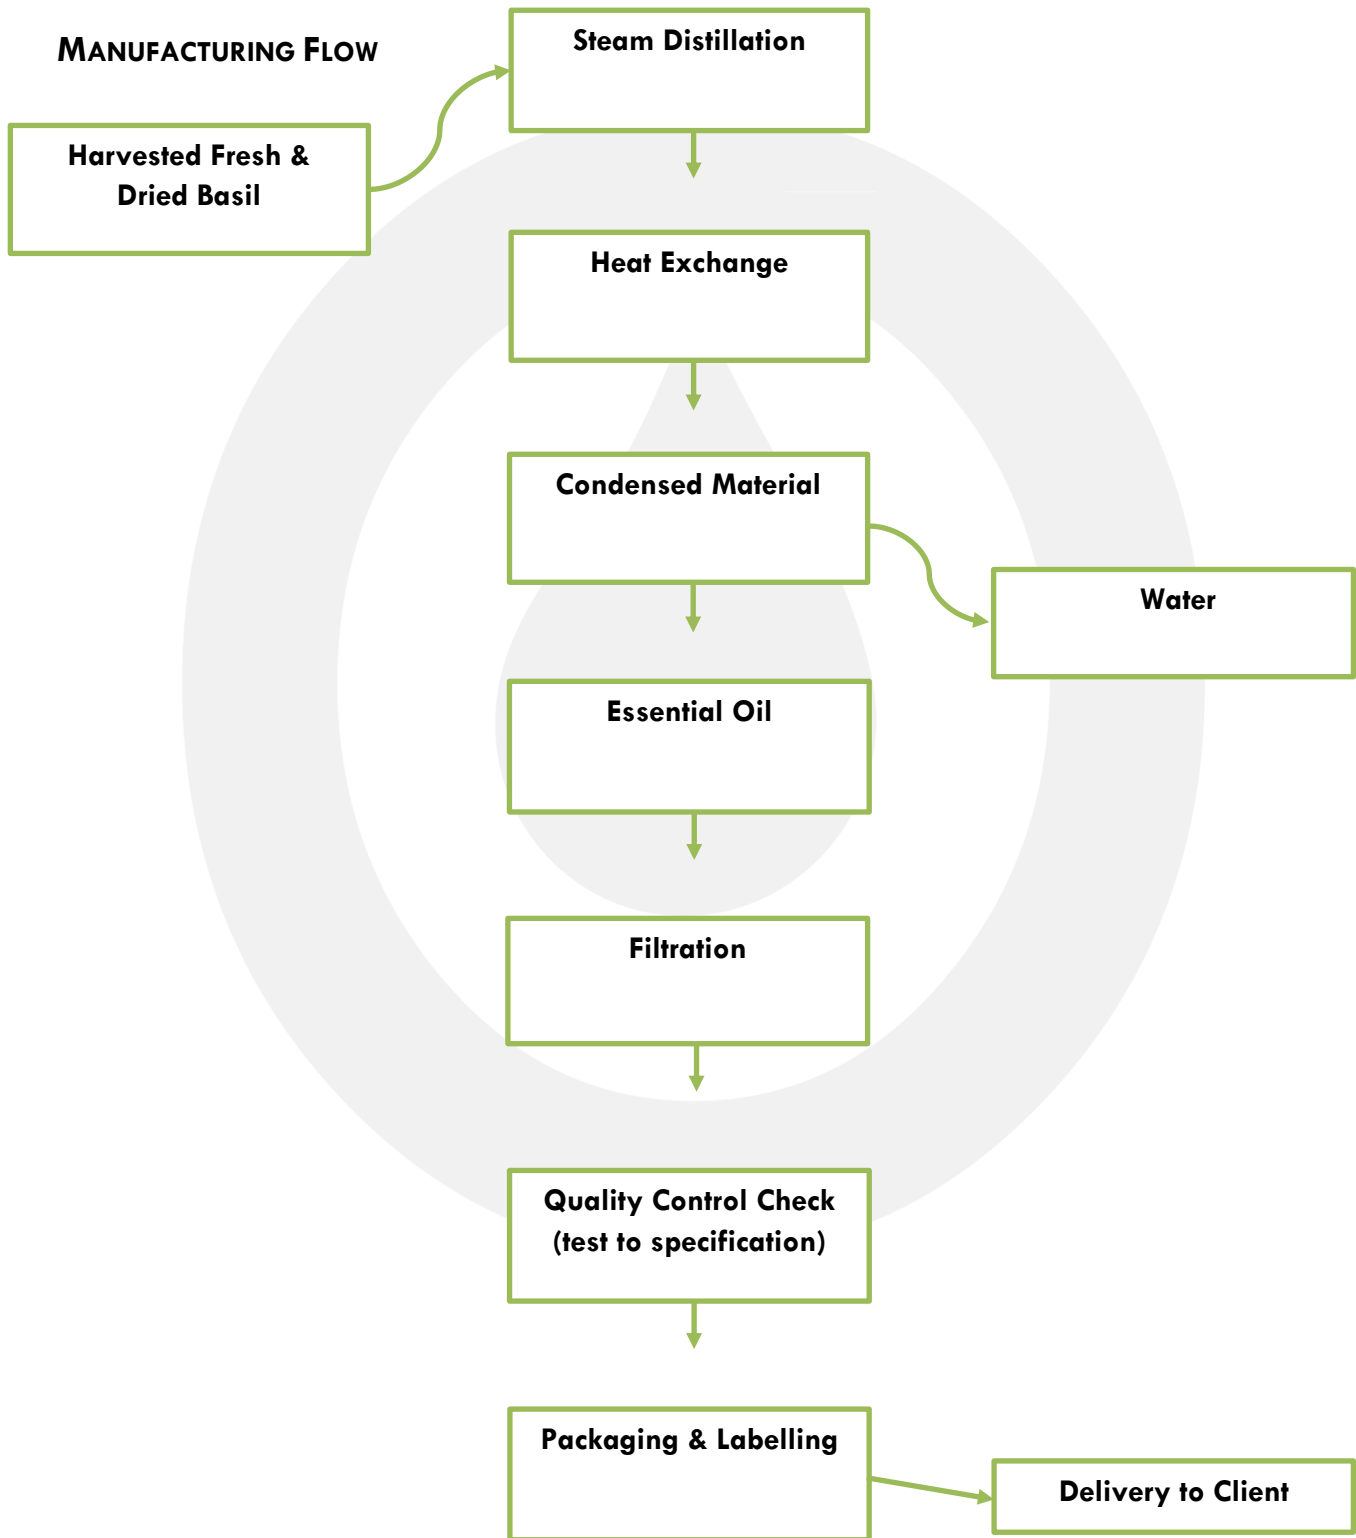 MANUFACTURING FLOW
Steam Distillation
Harvested Fresh &
Dried Basil
Heat Exchange
Condensed Material
Water
Essential Oil
Filtration
Quality Control Check
(test to specification)
Packaging & Labelling
Delivery to Client